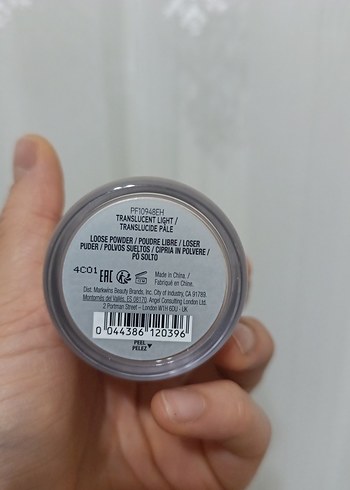 PF10948EH
TRANSLUCENT LIGHT /
TRANSLUCIDE PÂLE
LOOSE POWDER / POUDRE LIBRE / LOSER
PUDER / POLVOS SUELTOS / CIPRIA IN POLVERE /
PÓ SOLTO
4C01 EAC Made in China. /
Fabriqué en Chine.
Dist. Markwins Beauty Brands, Inc. City of Industry, CA 91789.
Montornés del Vallès, ES 08170. Angel Consulting London Ltd.
2 Portman Street – London W1H 6DU - UK
0 044386 120396
PEEL
PELEZ